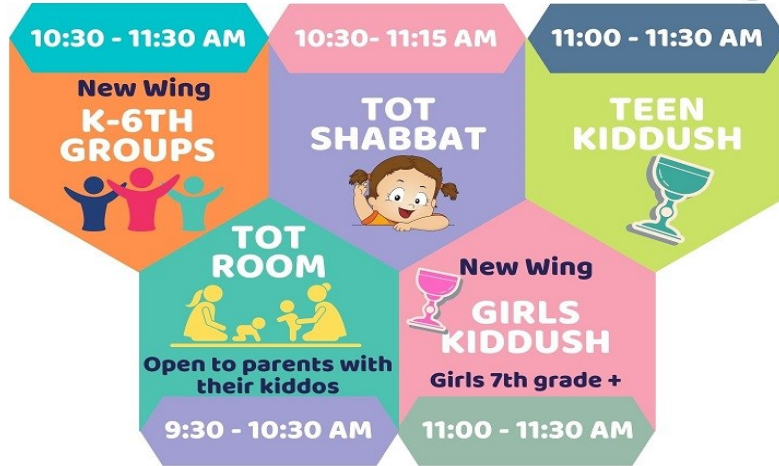 10:30 - 11:30 AM
New Wing
K-6TH
GROUPS
10:30- 11:15 AM
TOT
SHABBAT
11:00 - 11:30 AM
TEEN
KIDDUSH
TOT
ROOM
Open to parents with
their kiddos
9:30 - 10:30 AM
New Wing
GIRLS
KIDDUSH
Girls 7th grade +
11:00 - 11:30 AM